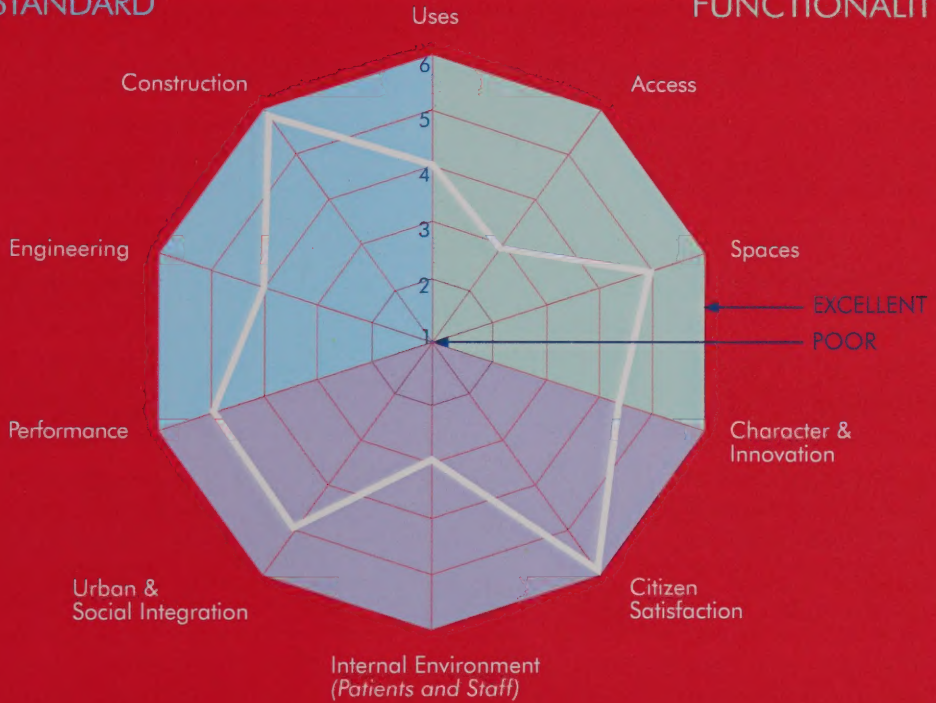 STANDARD
FUNCTIONALIT
Uses
Construction
Access
Engineering
Spaces
6
5
4
3
2
1
EXCELLENT
POOR
Performance
Character &
Innovation
Urban &
Social Integration
Citizen
Satisfaction
Internal Environment
(Patients and Staff)